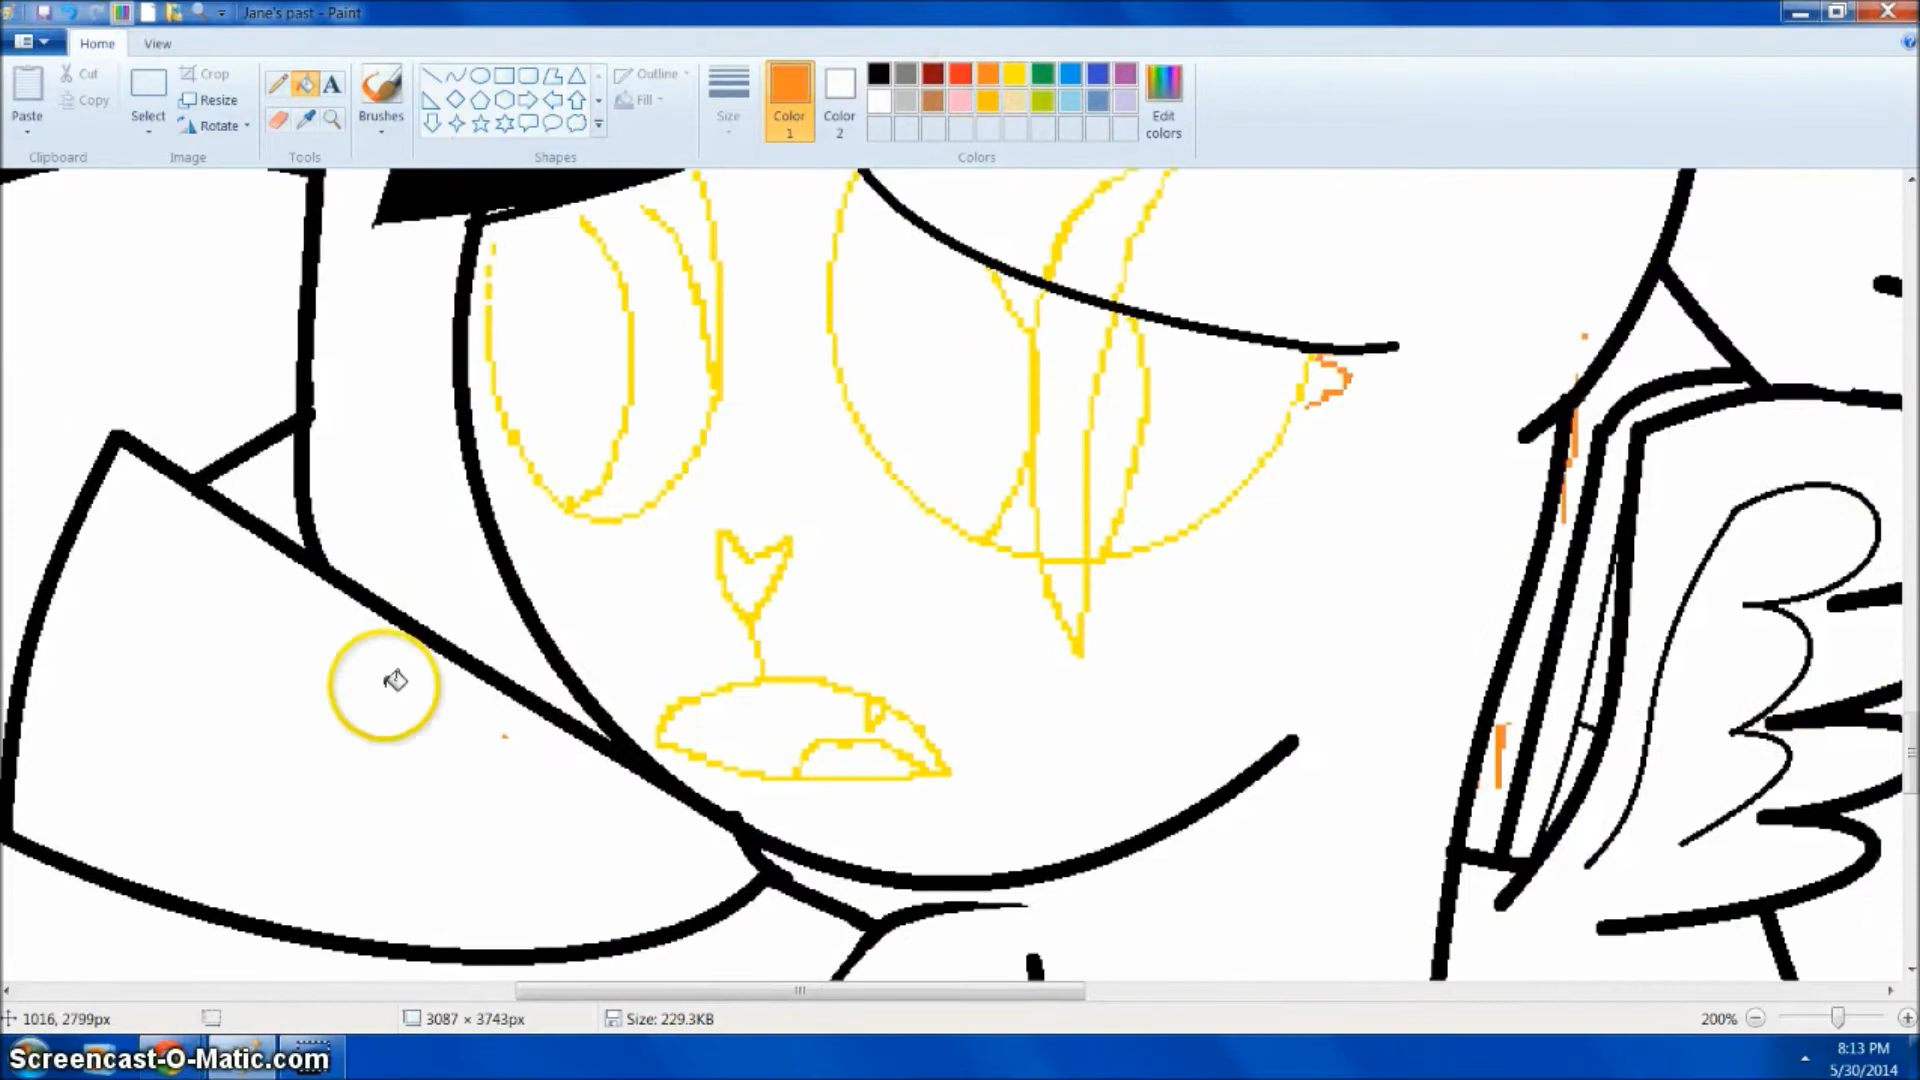 Jane's past - Paint
Home View
Paste
Cut
Copy
Clipboard
Select
Crop
Resize
Rotate
Image
A
Tools
Brushes
Outline
Fill
Shapes
Size
Color
1
Color
2
Edit
colors
Colors
1016, 2799px
3087 × 3743px
Size: 229.3KB
200%
Screencast-O-Matic.com
8:13 PM
5/30/2014